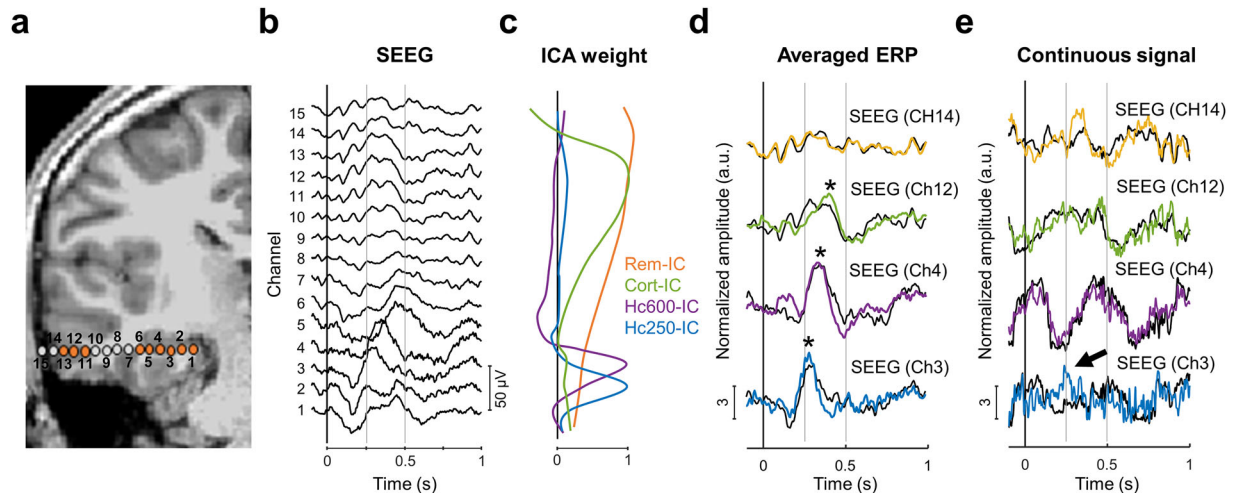 a
b
c
d
e
SEEG
ICA weight
Averaged ERP
Continuous signal
14 12 10 8 6 4 2
15 13 11 9 7 5 3 1
Channel
15
14
13
12
11
10
9
8
7
6
5
4
3
2
1
50 µV
0 0.5 1
Time (s)
Rem-IC
Cort-IC
Hc600-IC
Hc250-IC
0 1
Time (s)
Normalized amplitude (a.u.)
SEEG (CH14)
SEEG (Ch12)
SEEG (Ch4)
SEEG (Ch3)
*
*
*
3
0 0.5 1
Time (s)
Normalized amplitude (a.u.)
SEEG (CH14)
SEEG (Ch12)
SEEG (Ch4)
SEEG (Ch3)
3
0 0.5 1
Time (s)